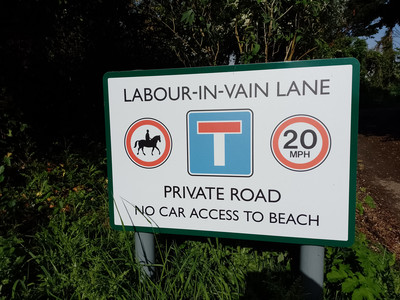 LABOUR-IN-VAIN LANE
20
MPH
PRIVATE ROAD
NO CAR ACCESS TO BEACH